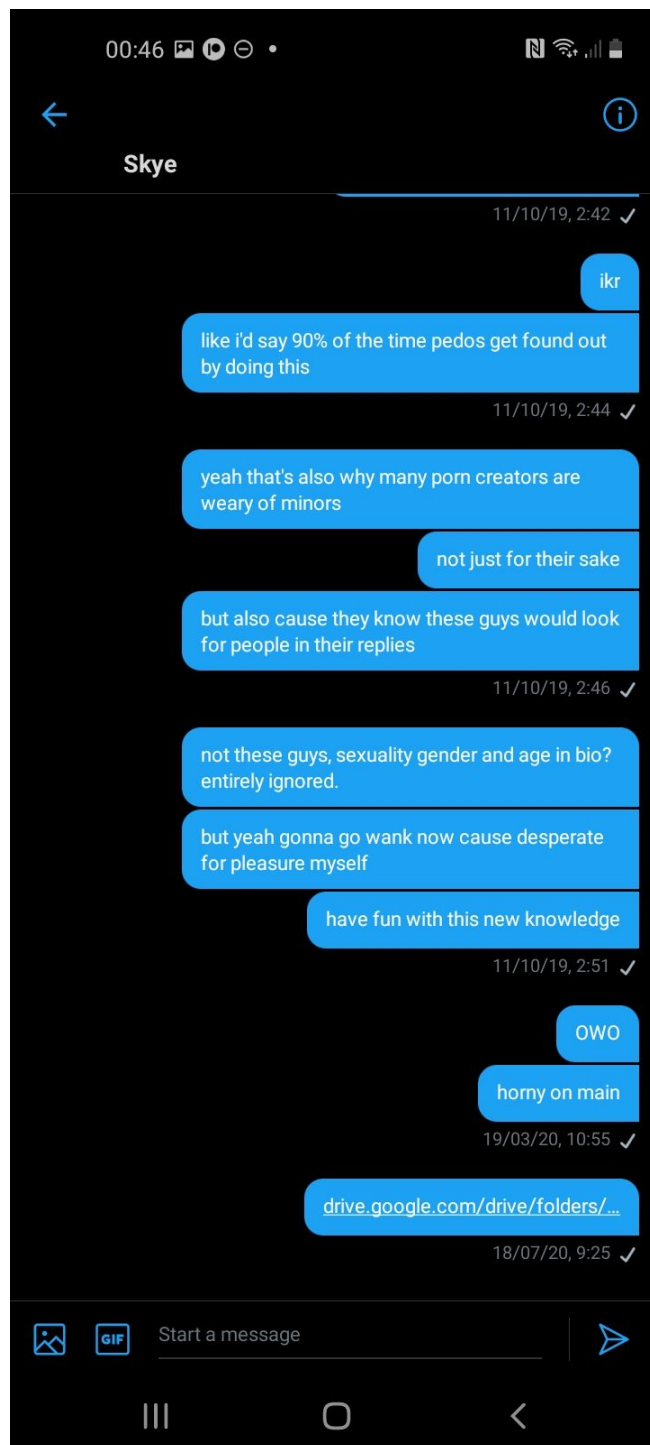 00:46
Skye
11/10/19, 2:42
ikr
like i'd say 90% of the time pedos get found out
by doing this
11/10/19, 2:44
yeah that's also why many porn creators are
weary of minors
not just for their sake
but also cause they know these guys would look
for people in their replies
11/10/19, 2:46
not these guys, sexuality gender and age in bio?
entirely ignored.
but yeah gonna go wank now cause desperate
for pleasure myself
have fun with this new knowledge
11/10/19, 2:51
OWO
horny on main
19/03/20, 10:55
drive.google.com/drive/folders/...
18/07/20, 9:25
GIF Start a message